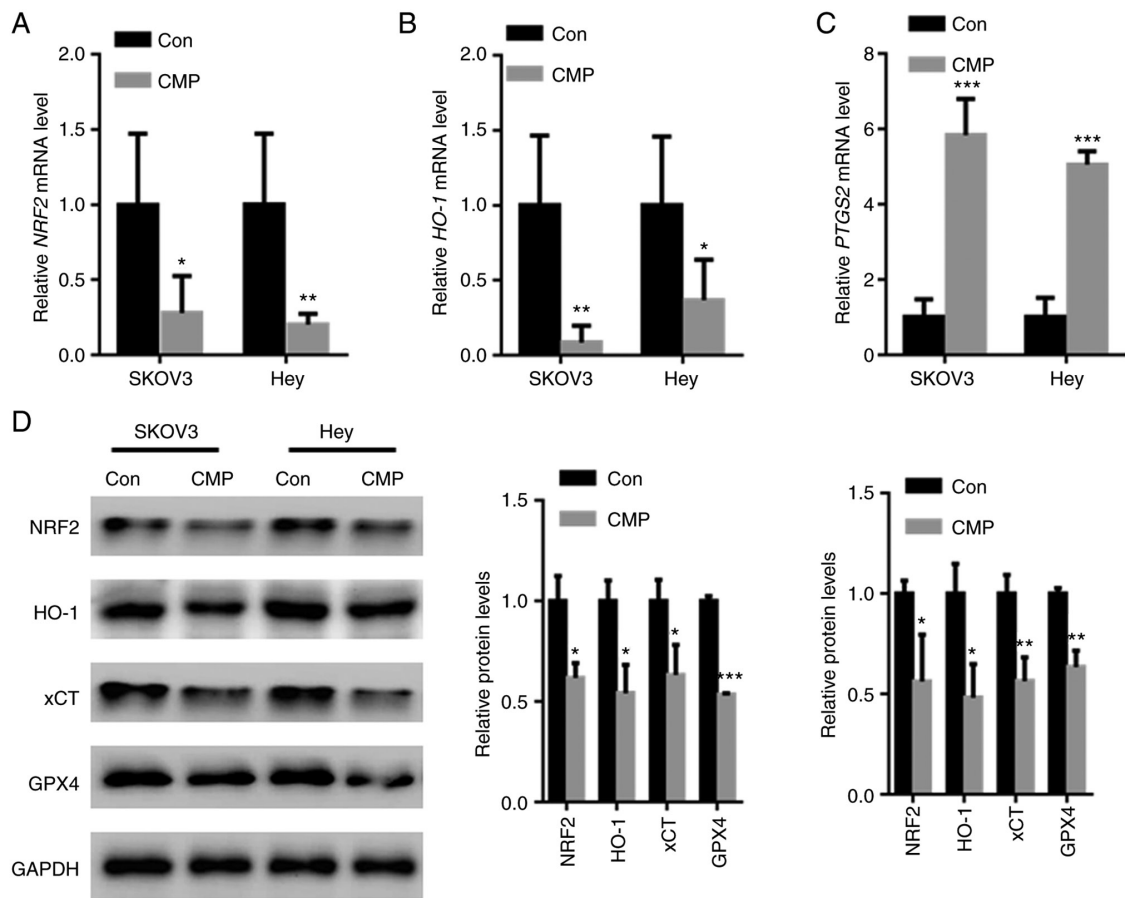 A
Con
CMP
Relative NRF2 mRNA level
2.0
1.5
1.0
0.5
0.0
*
**
SKOV3 Hey
B
Con
CMP
Relative HO-1 mRNA level
2.0
1.5
1.0
0.5
0.0
**
*
SKOV3 Hey
C
Con
CMP
Relative PTGS2 mRNA level
8
6
4
2
0
***
***
SKOV3 Hey
D
SKOV3 Hey
Con CMP Con CMP
NRF2
HO-1
xCT
GPX4
GAPDH
Con
CMP
Relative protein levels
1.5
1.0
0.5
0.0
* * * ***
NRF2 HO-1 xCT GPX4
Con
CMP
Relative protein levels
1.5
1.0
0.5
0.0
* * ** **
NRF2 HO-1 xCT GPX4